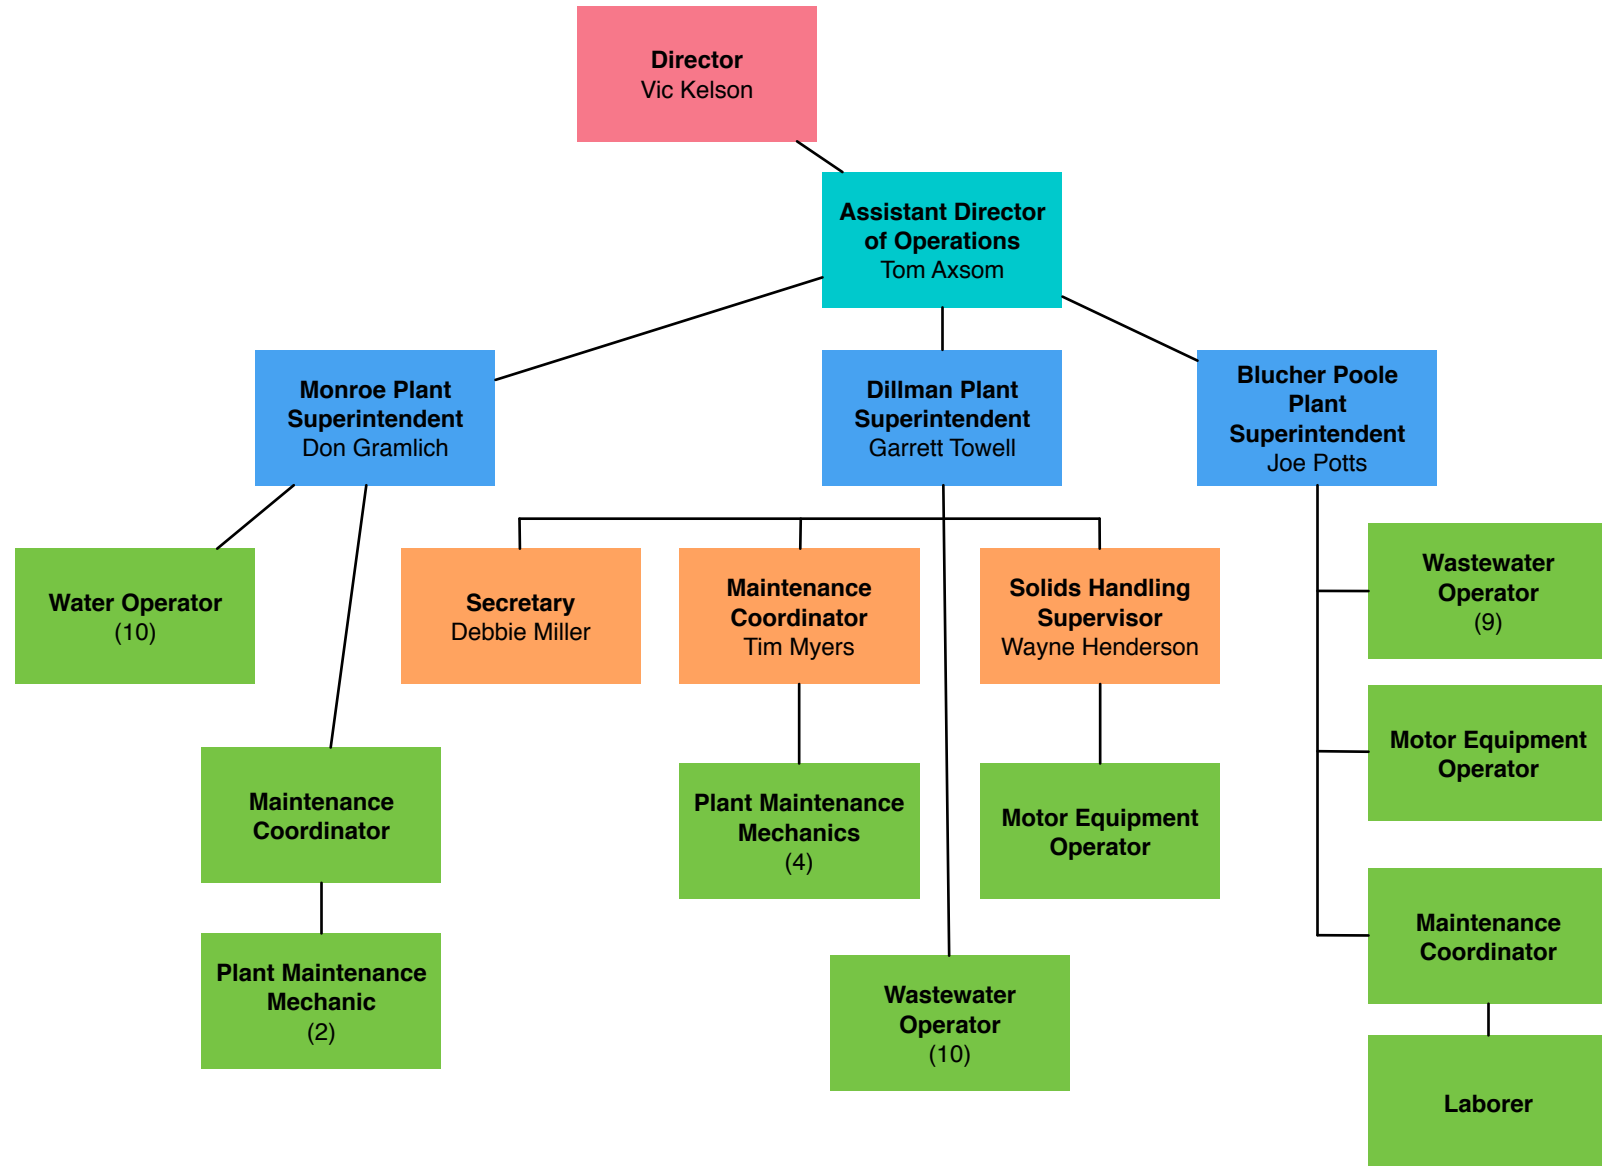 Director
Vic Kelson
Assistant Director
of Operations
Tom Axsom
Monroe Plant
Superintendent
Don Gramlich
Dillman Plant
Superintendent
Garrett Towell
Blucher Poole
Plant
Superintendent
Joe Potts
Water Operator
(10)
Secretary
Debbie Miller
Maintenance
Coordinator
Tim Myers
Solids Handling
Supervisor
Wayne Henderson
Wastewater
Operator
(9)
Motor Equipment
Operator
Maintenance
Coordinator
Plant Maintenance
Mechanics
(4)
Motor Equipment
Operator
Maintenance
Coordinator
Plant Maintenance
Mechanic
(2)
Wastewater
Operator
(10)
Laborer